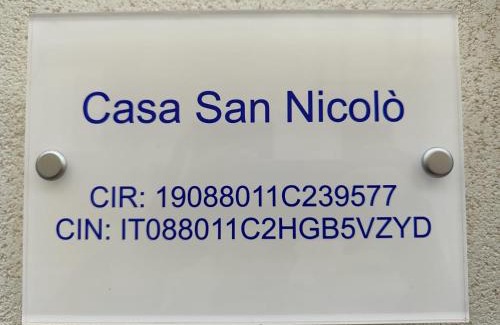 Casa San Nicolò
CIR: 19088011C239577
CIN: IT088011C2HGB5VZYD